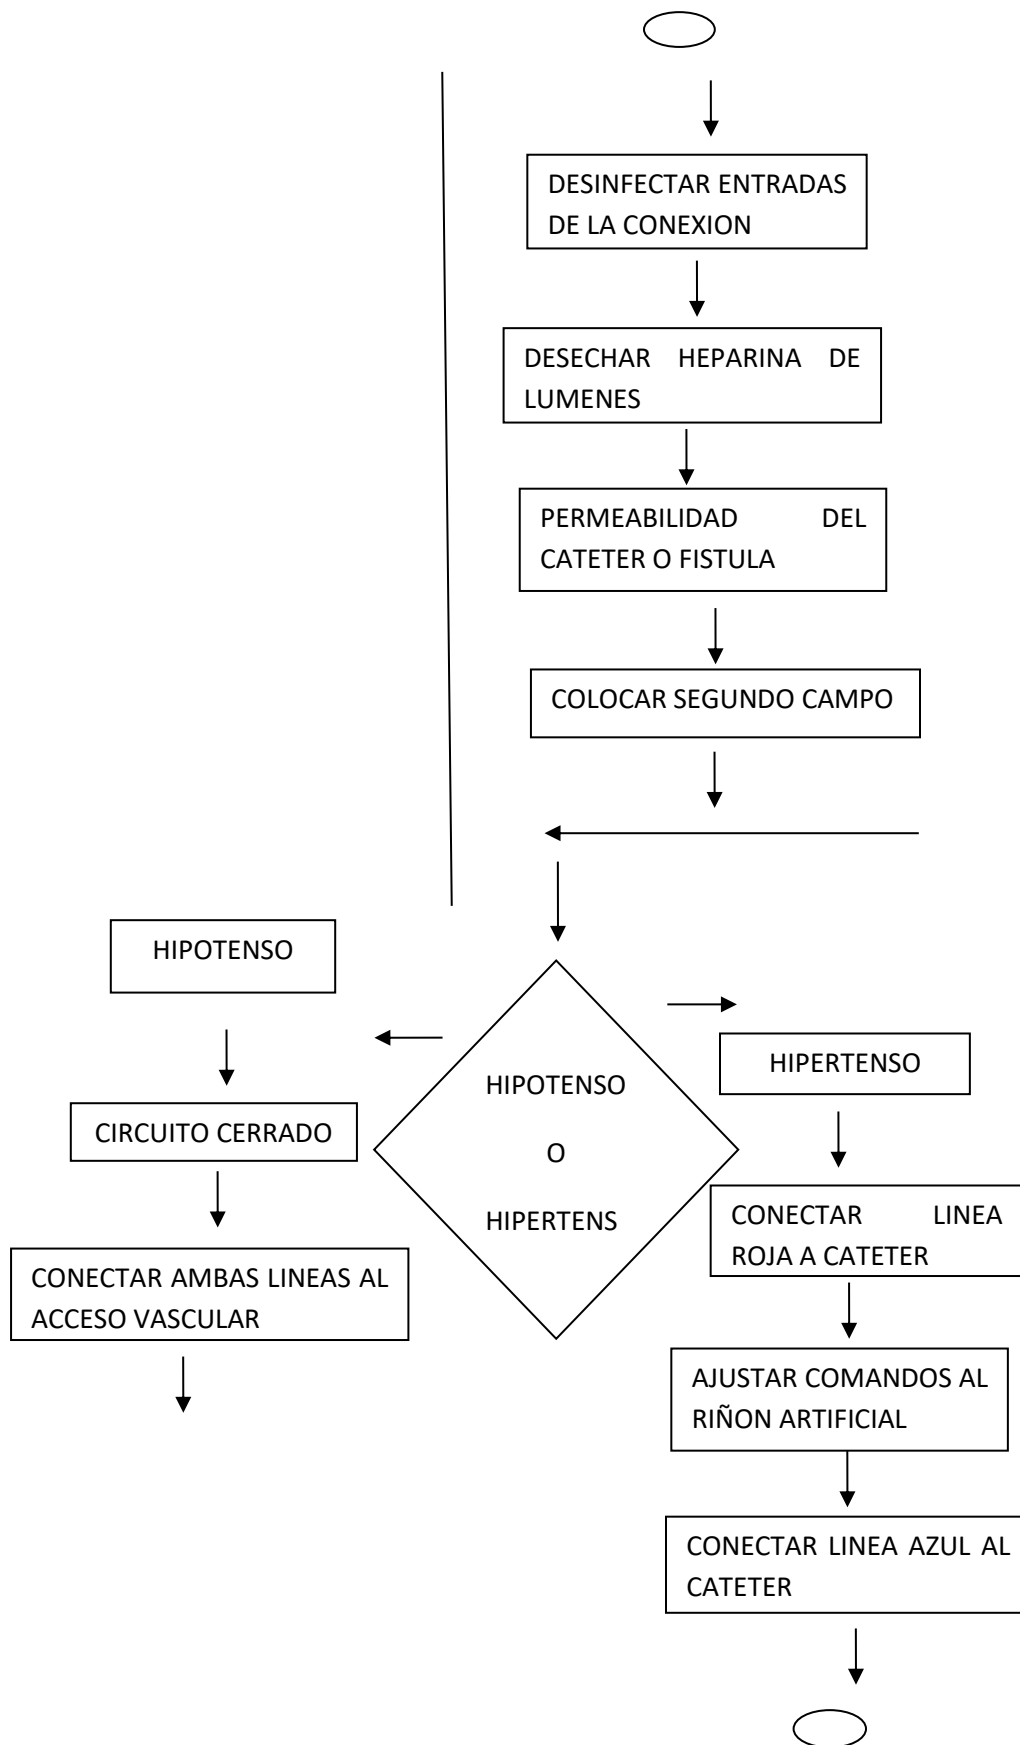 DESINFECTAR ENTRADAS
DE LA CONEXION
DESECHAR HEPARINA DE
LUMENES
PERMEABILIDAD DEL
CATETER O FISTULA
COLOCAR SEGUNDO CAMPO
HIPOTENSO
CIRCUITO CERRADO
CONECTAR AMBAS LINEAS AL
ACCESO VASCULAR
HIPOTENSO
O
HIPERTENS
HIPERTENSO
CONECTAR LINEA
ROJA A CATETER
AJUSTAR COMANDOS AL
RIÑON ARTIFICIAL
CONECTAR LINEA AZUL AL
CATETER